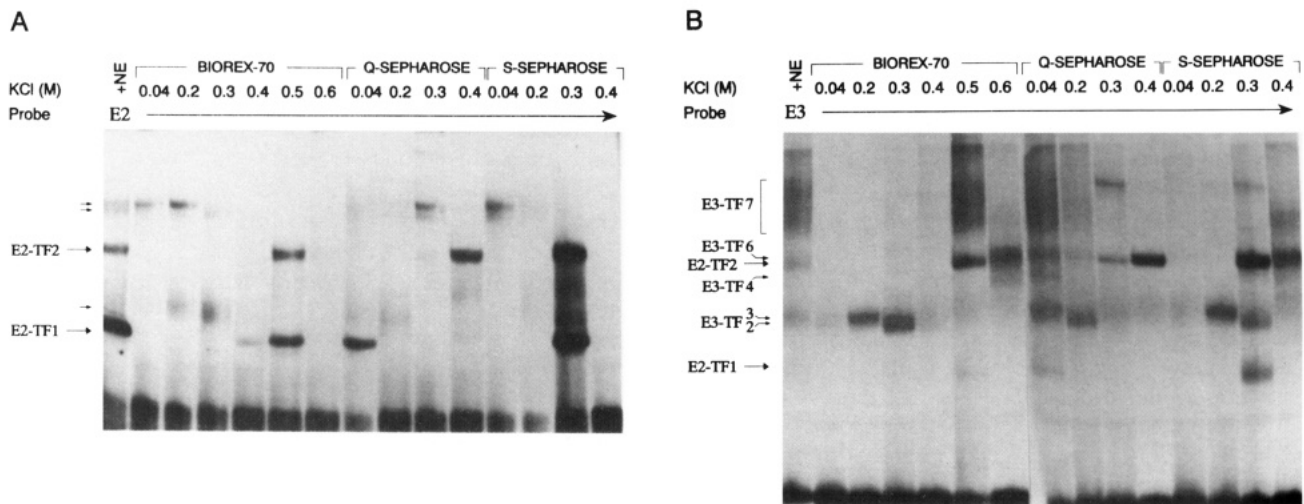 A
+NE
BIOREX-70 Q-SEPHAROSE S-SEPHAROSE
KCl (M) 0.04 0.2 0.3 0.4 0.5 0.6 0.04 0.2 0.3 0.4 0.04 0.2 0.3 0.4
Probe E2
E2-TF2
E2-TF1
B
+NE
BIOREX-70 Q-SEPHAROSE S-SEPHAROSE
KCl (M) 0.04 0.2 0.3 0.4 0.5 0.6 0.04 0.2 0.3 0.4 0.04 0.2 0.3 0.4
Probe E3
E3-TF7
E3-TF6
E2-TF2
E3-TF4
E3-TF 3
2
E2-TF1